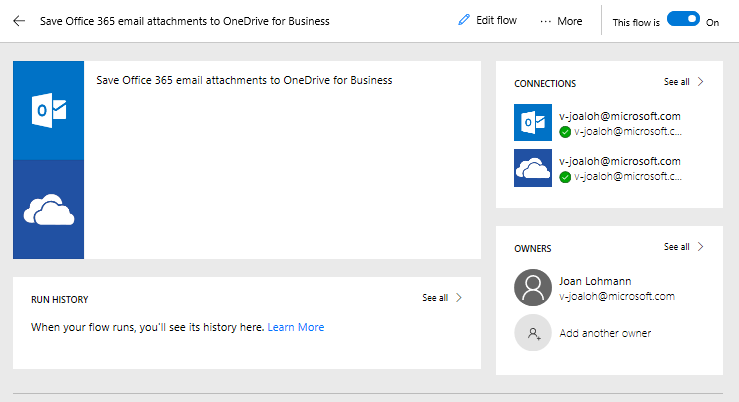 Save Office 365 email attachments to OneDrive for Business
Edit flow
··· More
This flow is On
Save Office 365 email attachments to OneDrive for Business
CONNECTIONS
See all
v-joaloh@microsoft.com
v-joaloh@microsoft.c...
v-joaloh@microsoft.com
v-joaloh@microsoft.c...
OWNERS
See all
Joan Lohmann
v-joaloh@microsoft.com
Add another owner
RUN HISTORY
See all
When your flow runs, you'll see its history here. Learn More